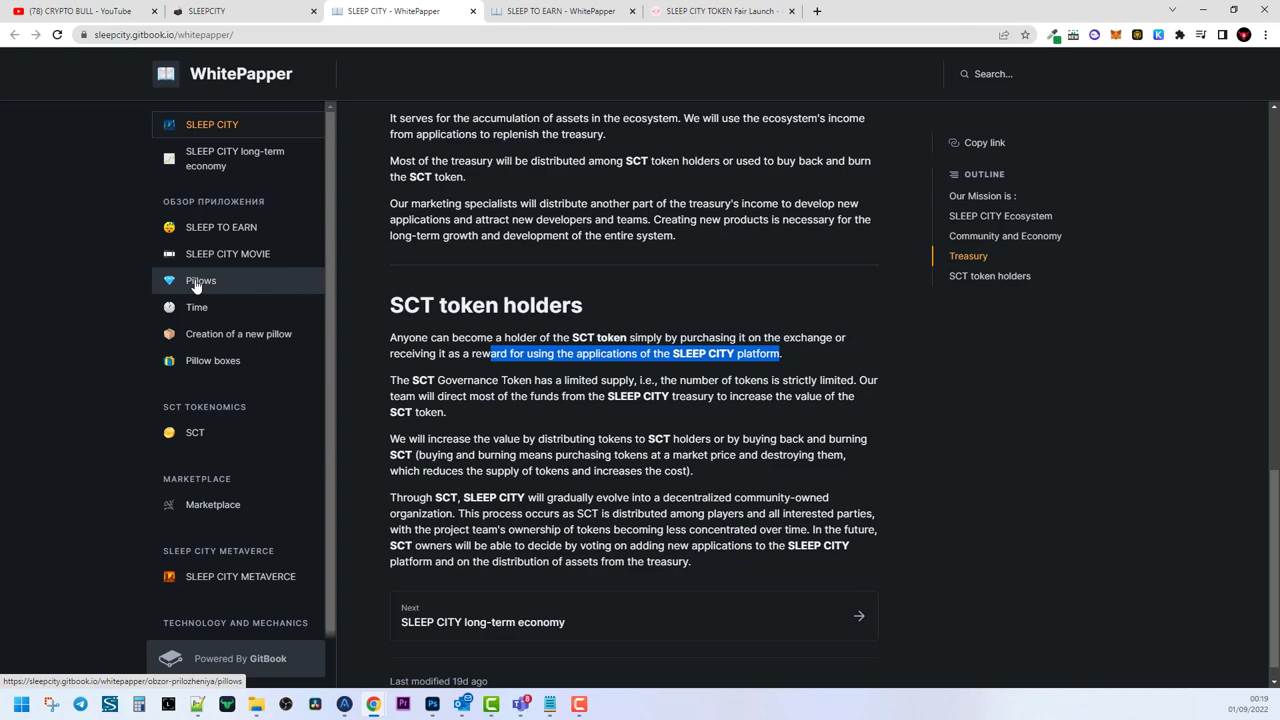 (78) CRYPTO BULL - YouTube
SLEEPCITY
SLEEP CITY - WhitePapper
SLEEP TO EARN - WhitePapper
SLEEP CITY TOKEN Fair Launch -
sleepcity.gitbook.io/whitepapper/
WhitePapper
Search...
SLEEP CITY
SLEEP CITY long-term
economy
ОБЗОР ПРИЛОЖЕНИЯ
SLEEP TO EARN
SLEEP CITY MOVIE
Pillows
Time
Creation of a new pillow
Pillow boxes
SCT TOKENOMICS
SCT
MARKETPLACE
Marketplace
SLEEP CITY METAVERCE
SLEEP CITY METAVERCE
TECHNOLOGY AND MECHANICS
Powered By GitBook
https://sleepcity.gitbook.io/whitepapper/obzor-prilozheniya/pillows
It serves for the accumulation of assets in the ecosystem. We will use the ecosystem's income
from applications to replenish the treasury.
Most of the treasury will be distributed among SCT token holders or used to buy back and burn
the SCT token.
Our marketing specialists will distribute another part of the treasury's income to develop new
applications and attract new developers and teams. Creating new products is necessary for the
long-term growth and development of the entire system.
SCT token holders
Anyone can become a holder of the SCT token simply by purchasing it on the exchange or
receiving it as a reward for using the applications of the SLEEP CITY platform.
The SCT Governance Token has a limited supply, i.e., the number of tokens is strictly limited. Our
team will direct most of the funds from the SLEEP CITY treasury to increase the value of the
SCT token.
We will increase the value by distributing tokens to SCT holders or by buying back and burning
SCT (buying and burning means purchasing tokens at a market price and destroying them,
which reduces the supply of tokens and increases the cost).
Through SCT, SLEEP CITY will gradually evolve into a decentralized community-owned
organization. This process occurs as SCT is distributed among players and all interested parties,
with the project team's ownership of tokens becoming less concentrated over time. In the future,
SCT owners will be able to decide by voting on adding new applications to the SLEEP CITY
platform and on the distribution of assets from the treasury.
Next
SLEEP CITY long-term economy
Last modified 19d ago
Copy link
OUTLINE
Our Mission is :
SLEEP CITY Ecosystem
Community and Economy
Treasury
SCT token holders
00:19
01/09/2022